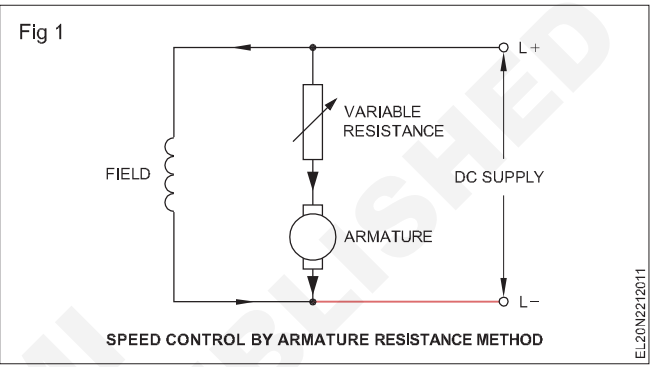 Fig 1
L+
VARIABLE
RESISTANCE
FIELD
DC SUPPLY
ARMATURE
L−
SPEED CONTROL BY ARMATURE RESISTANCE METHOD
EL20N2212011